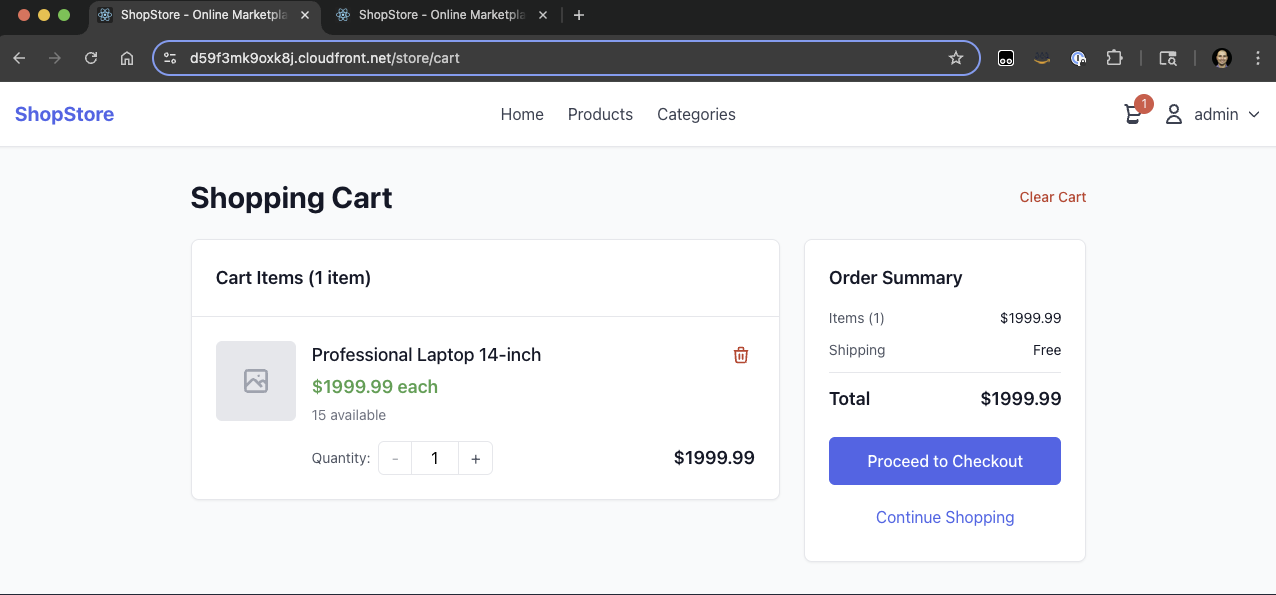 ShopStore - Online Marketpla
ShopStore - Online Marketpla
d59f3mk9oxk8j.cloudfront.net/store/cart
ShopStore
Home
Products
Categories
1
admin
Shopping Cart
Clear Cart
Cart Items (1 item)
Professional Laptop 14-inch
$1999.99 each
15 available
Quantity:
-
1
+
$1999.99
Order Summary
Items (1)
$1999.99
Shipping
Free
Total
$1999.99
Proceed to Checkout
Continue Shopping